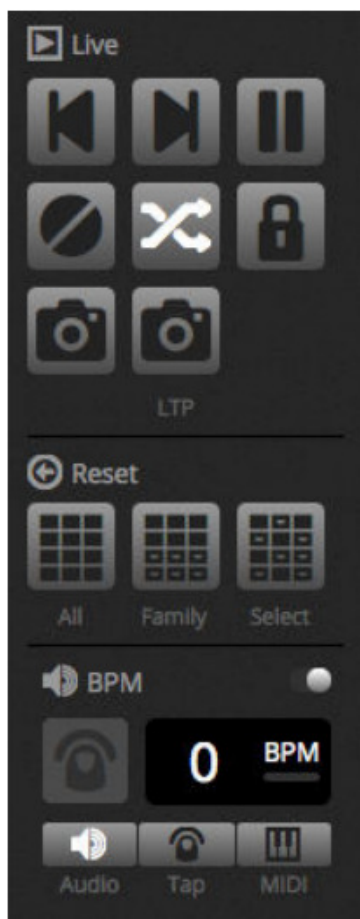 Live
LTP
Reset
All Family Select
BPM
0 BPM
Audio Tap MIDI